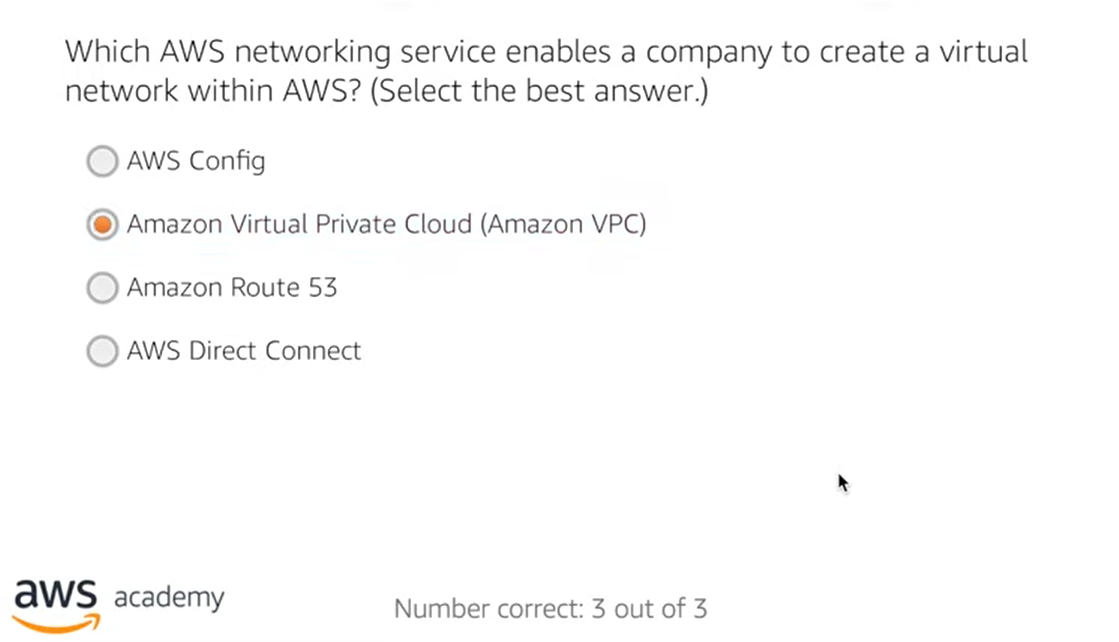 Which AWS networking service enables a company to create a virtual
network within AWS? (Select the best answer.)
AWS Config
Amazon Virtual Private Cloud (Amazon VPC)
Amazon Route 53
AWS Direct Connect
aws academy
Number correct: 3 out of 3